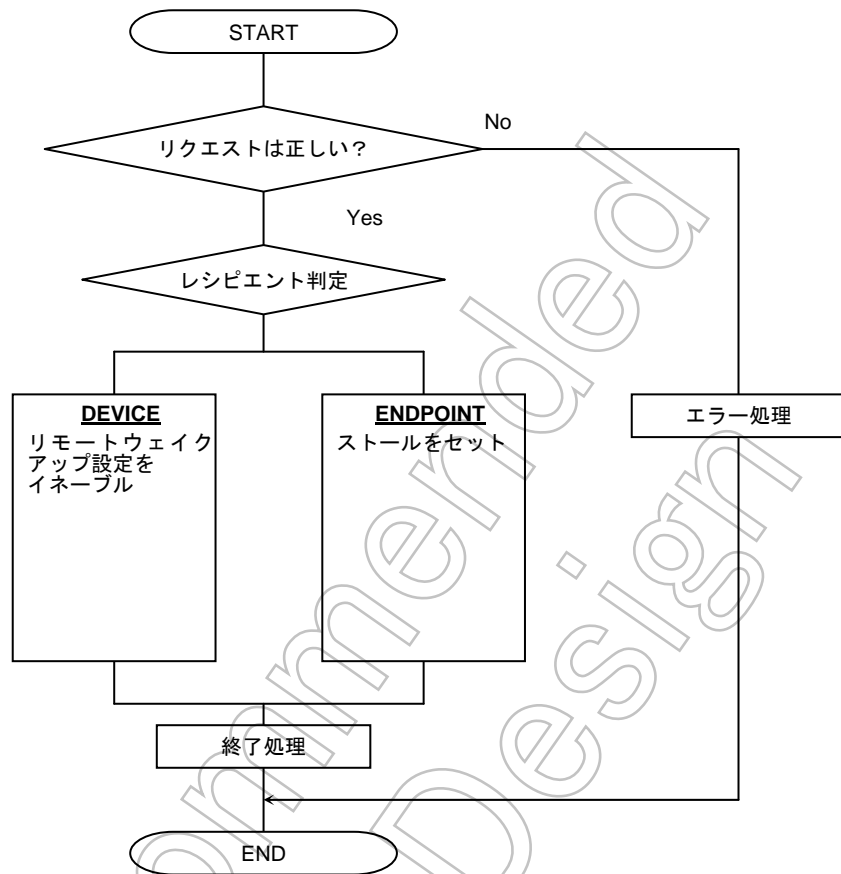 START
リクエストは正しい？
No
Yes
レシピエント判定
DEVICE
リモートウェイク
アップ設定を
イネーブル
ENDPOINT
ストールをセット
エラー処理
終了処理
END
ommended
Design